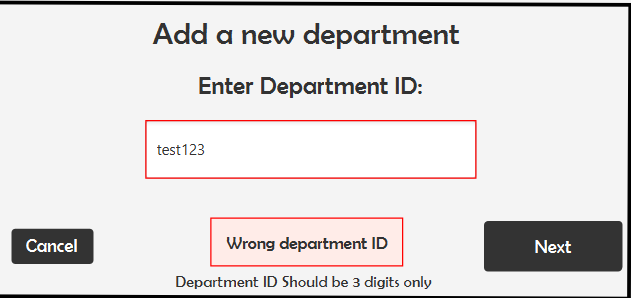 Add a new department
Enter Department ID:
test123
Cancel
Wrong department ID
Next
Department ID Should be 3 digits only